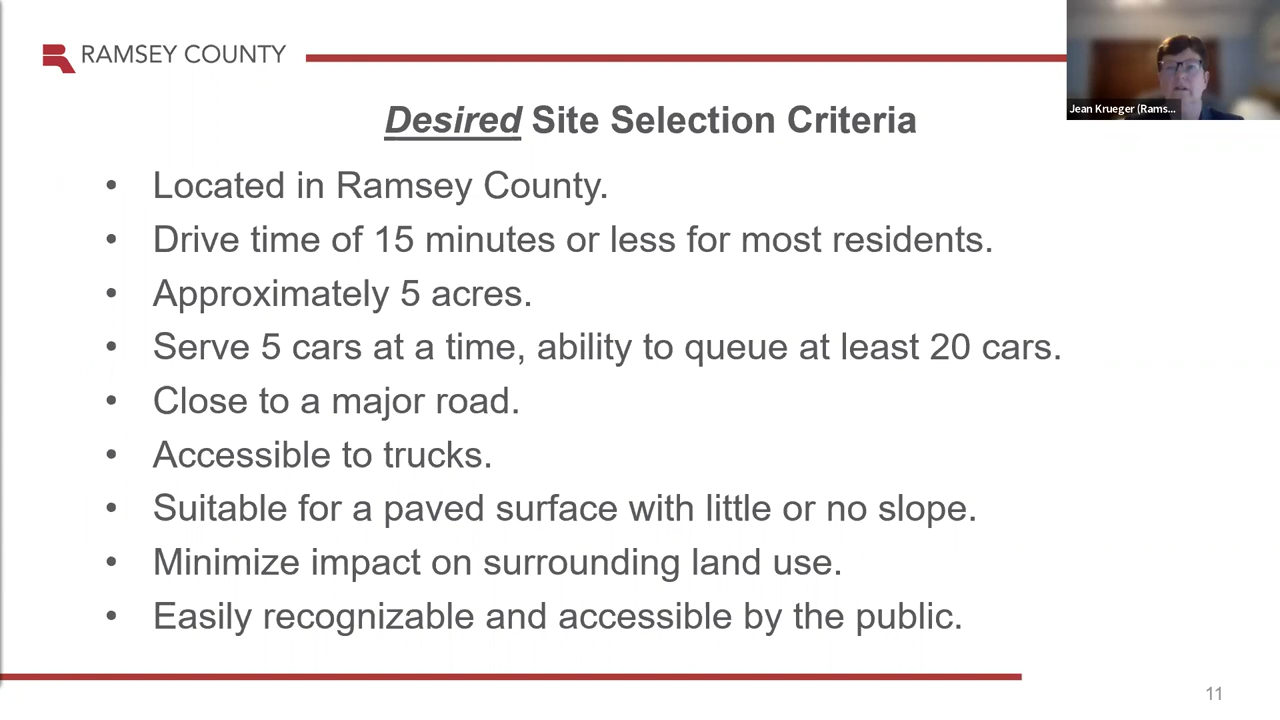 RAMSEY COUNTY
Jean Krueger (Rams...
Desired Site Selection Criteria
• Located in Ramsey County.
• Drive time of 15 minutes or less for most residents.
• Approximately 5 acres.
• Serve 5 cars at a time, ability to queue at least 20 cars.
• Close to a major road.
• Accessible to trucks.
• Suitable for a paved surface with little or no slope.
• Minimize impact on surrounding land use.
• Easily recognizable and accessible by the public.
11